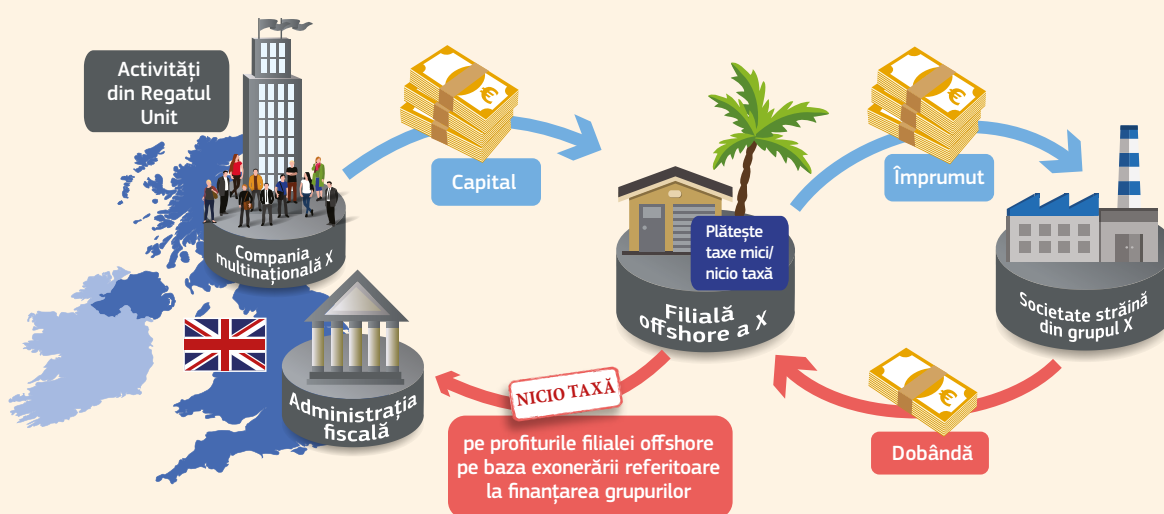 Activități
din Regatul
Unit
Compania
multinațională X
Capital
Plătește
taxe mici/
nicio taxă
Filială
offshore a X
Împrumut
Societate străină
din grupul X
Dobândă
NICIO TAXĂ
pe profiturile filialei offshore
pe baza exonerării referitoare
la finanțarea grupurilor
Administrația
fiscală
€
€
€